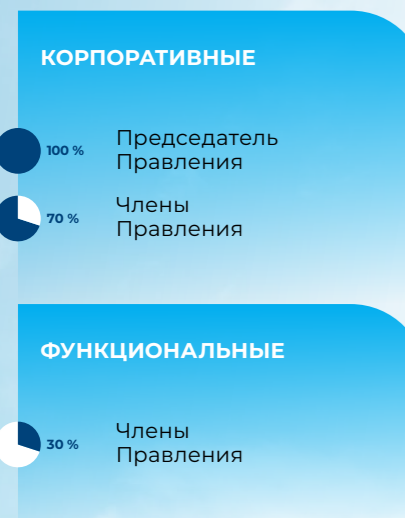 КОРПОРАТИВНЫЕ
100 %
Председатель
Правления
70 %
Члены
Правления
ФУНКЦИОНАЛЬНЫЕ
30 %
Члены
Правления